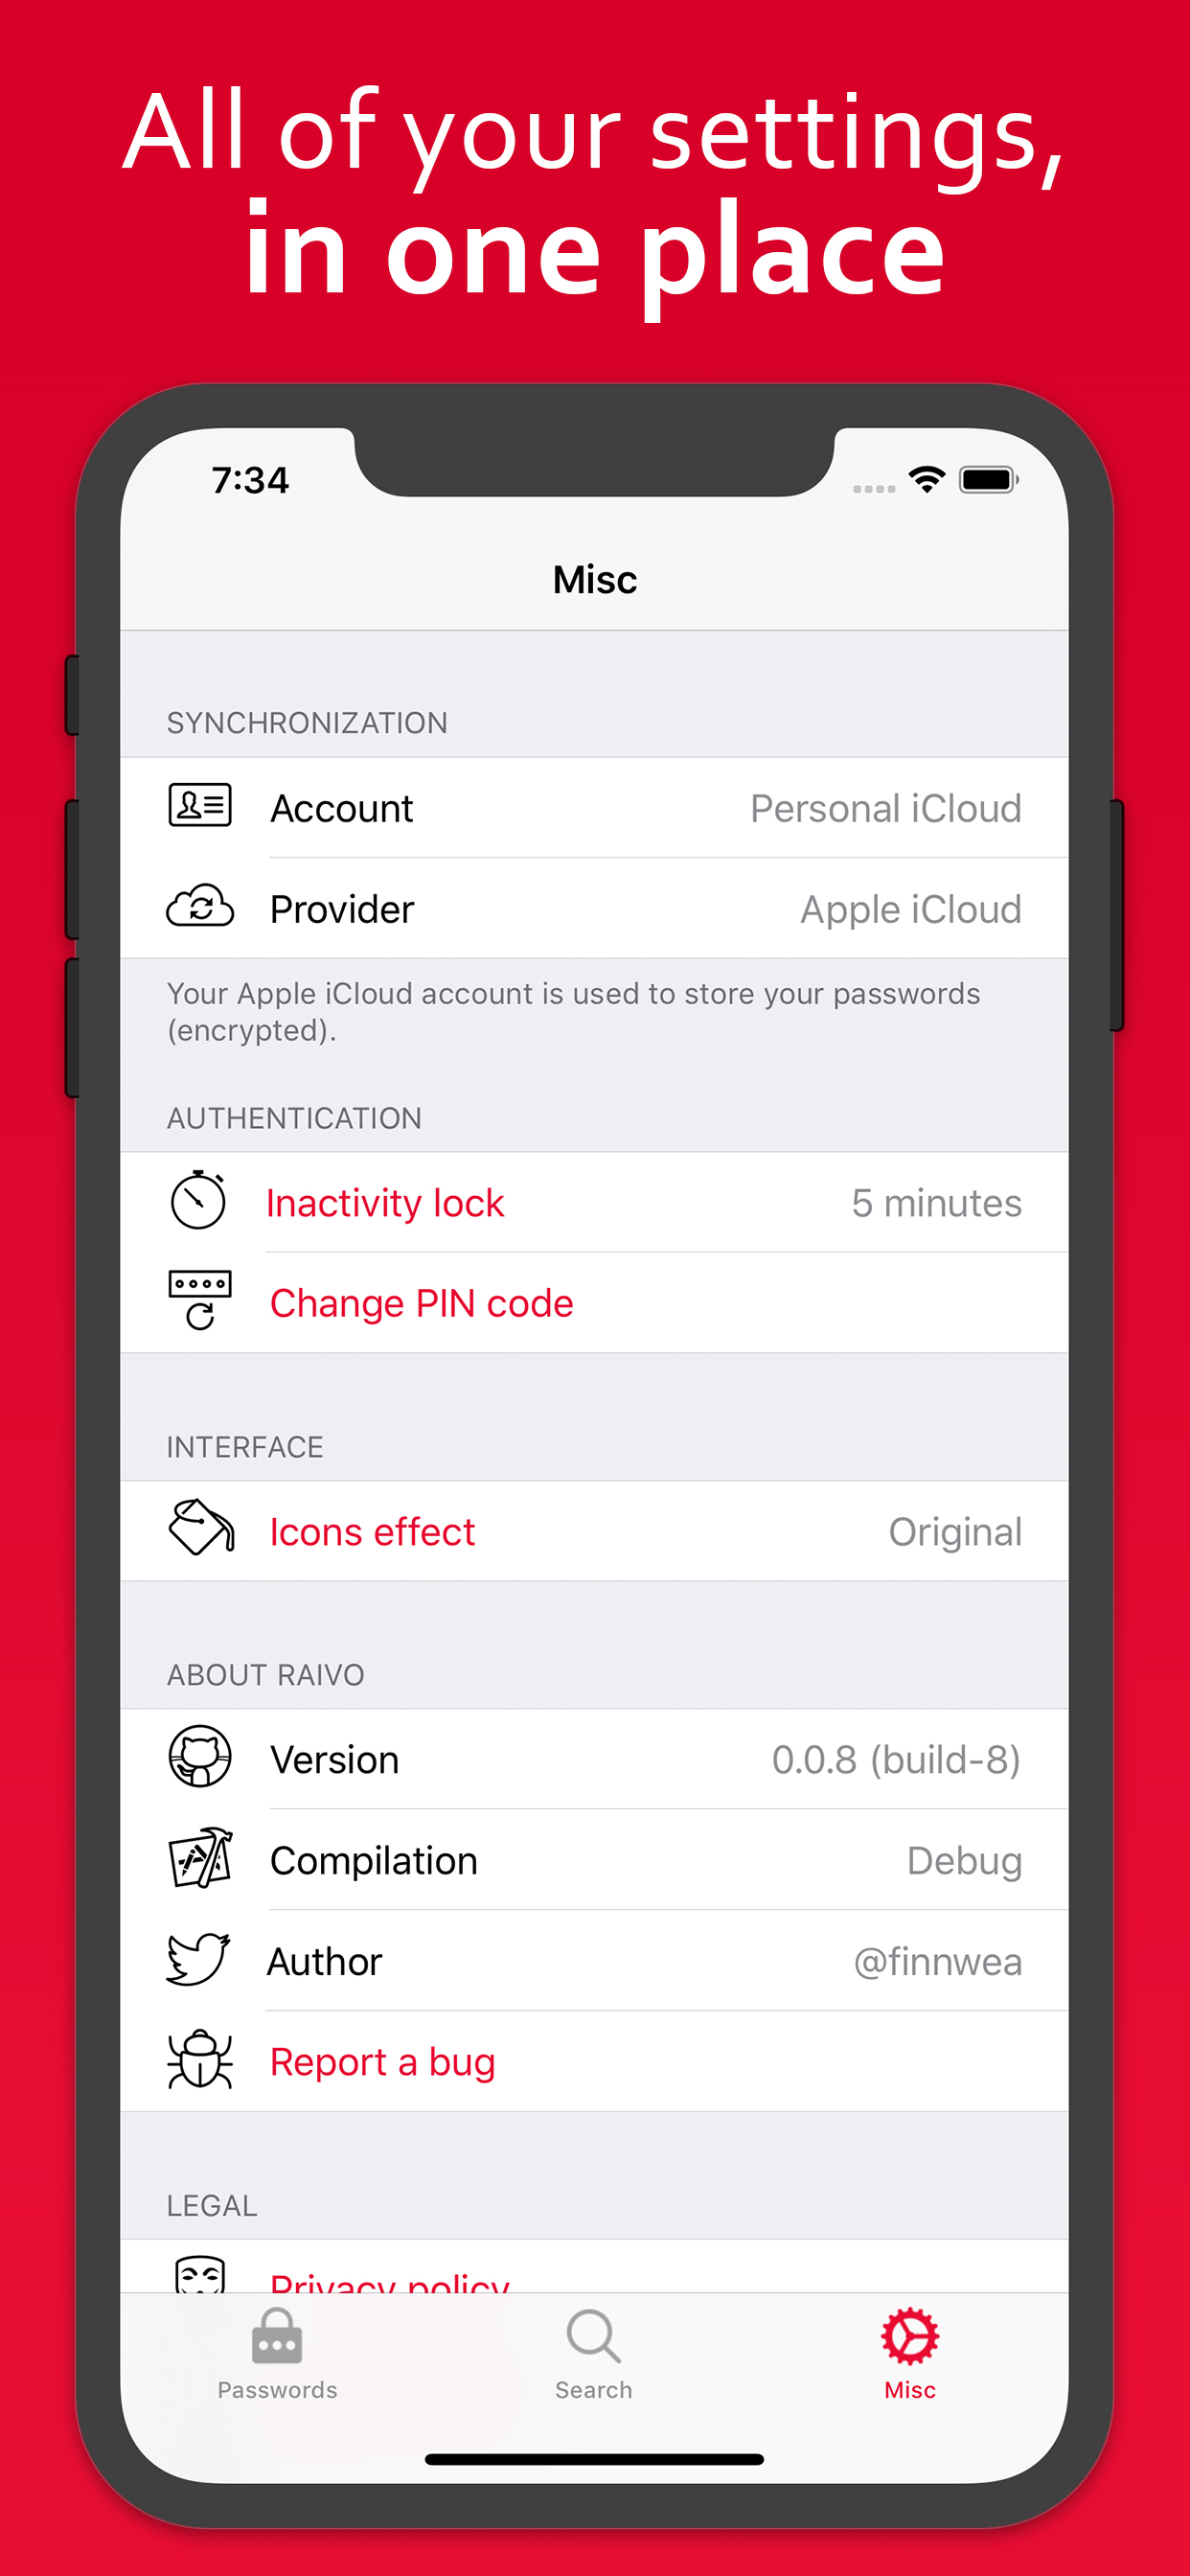 All of your settings,
in one place
7:34
Misc
SYNCHRONIZATION
Account Personal iCloud
Provider Apple iCloud
Your Apple iCloud account is used to store your passwords
(encrypted).
AUTHENTICATION
Inactivity lock 5 minutes
Change PIN code
INTERFACE
Icons effect Original
ABOUT RAIVO
Version 0.0.8 (build-8)
Compilation Debug
Author @finnwea
Report a bug
LEGAL
Privacy policy
Passwords Search Misc